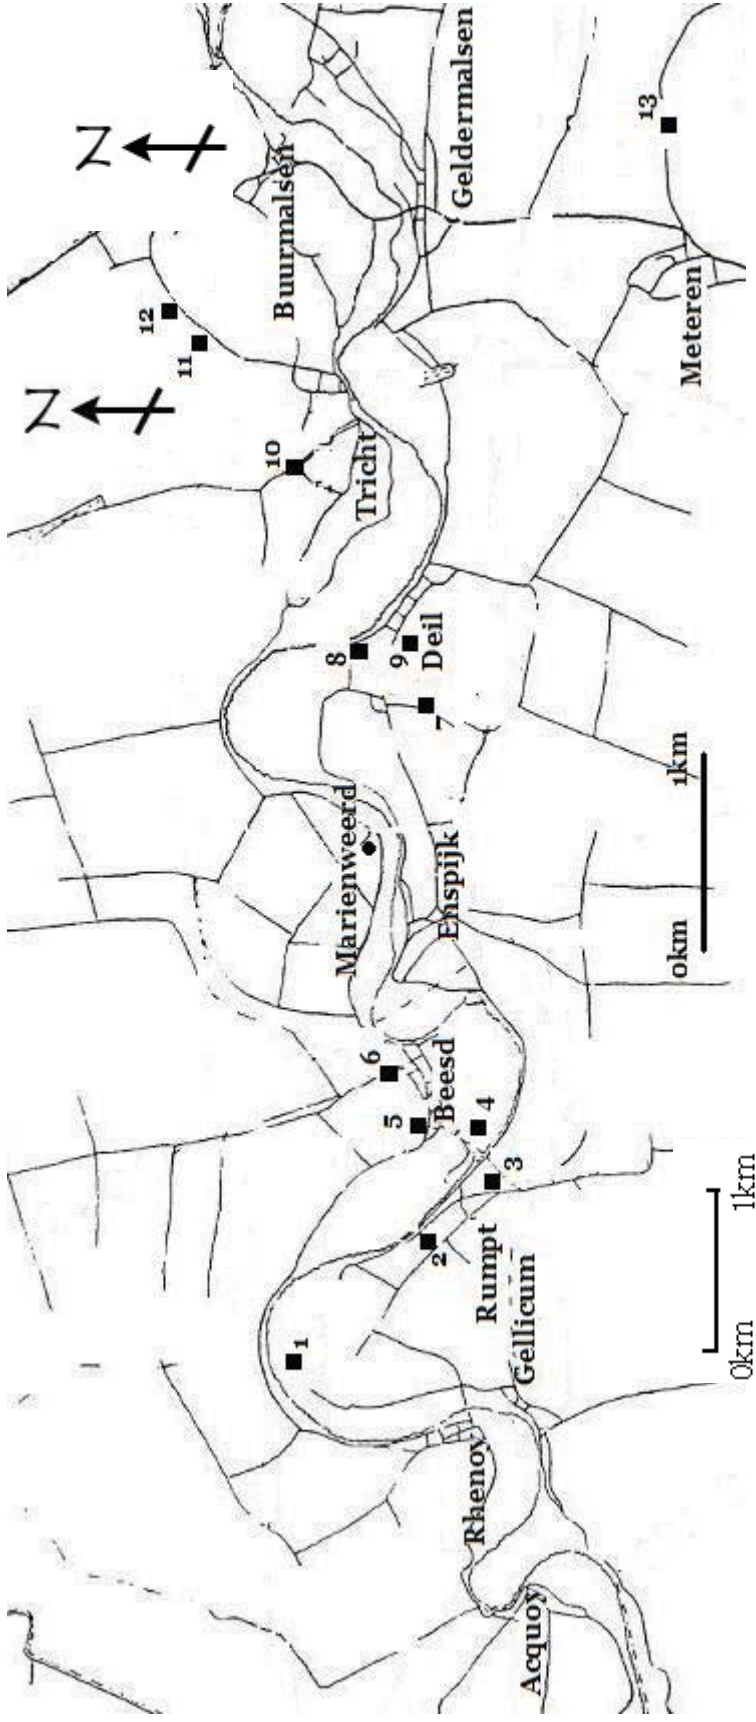 N
N
Geldermalsen
13
Buurmalsen
12
11
Meteren
10
Tricht
8
9
Deil
7
1km
0km
Marienweerd
Enspijk
6
5
Beesd
4
3
2
Rumpt
Gellicum
1
1km
0km
Rhenoy
Acquoy